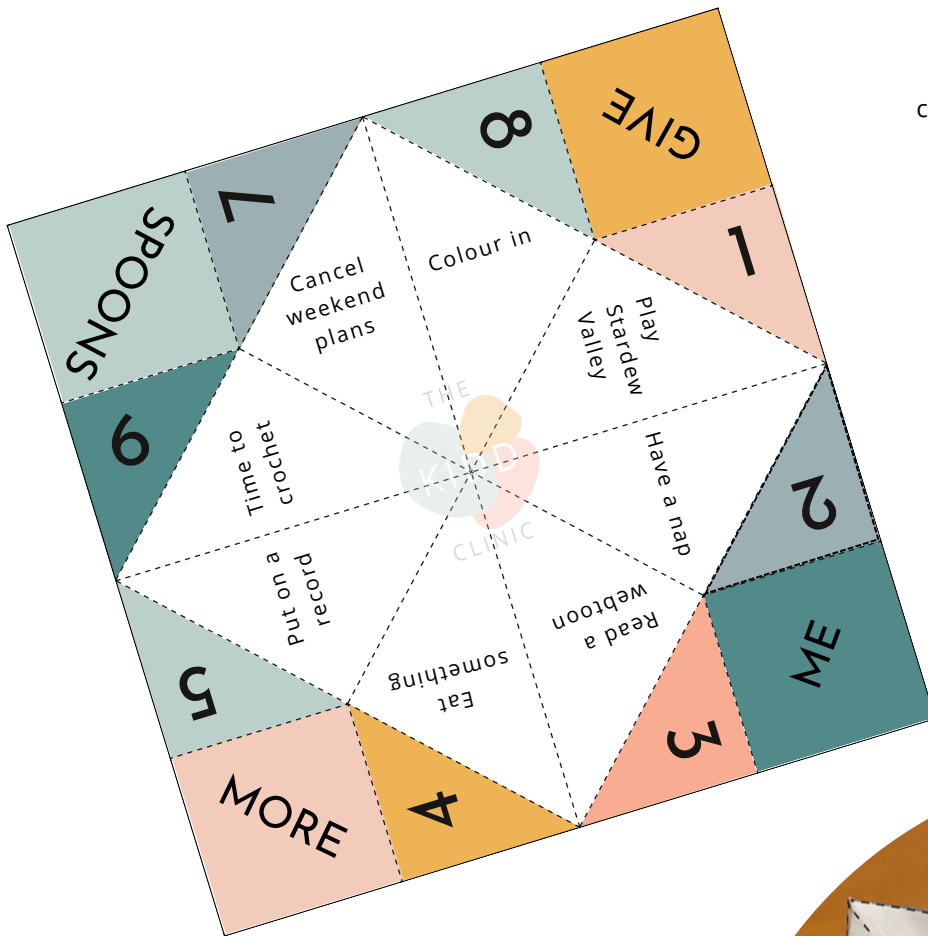 GIVE
8
1
7
SPOONS
Colour in
Cancel
weekend
plans
Play
Stardew
Valley
THE
KIND
CLINIC
6
Time to
crochet
Have a nap
2
ME
Put on a
record
Read a
webtoon
Eat
something
5
3
4
MORE
c